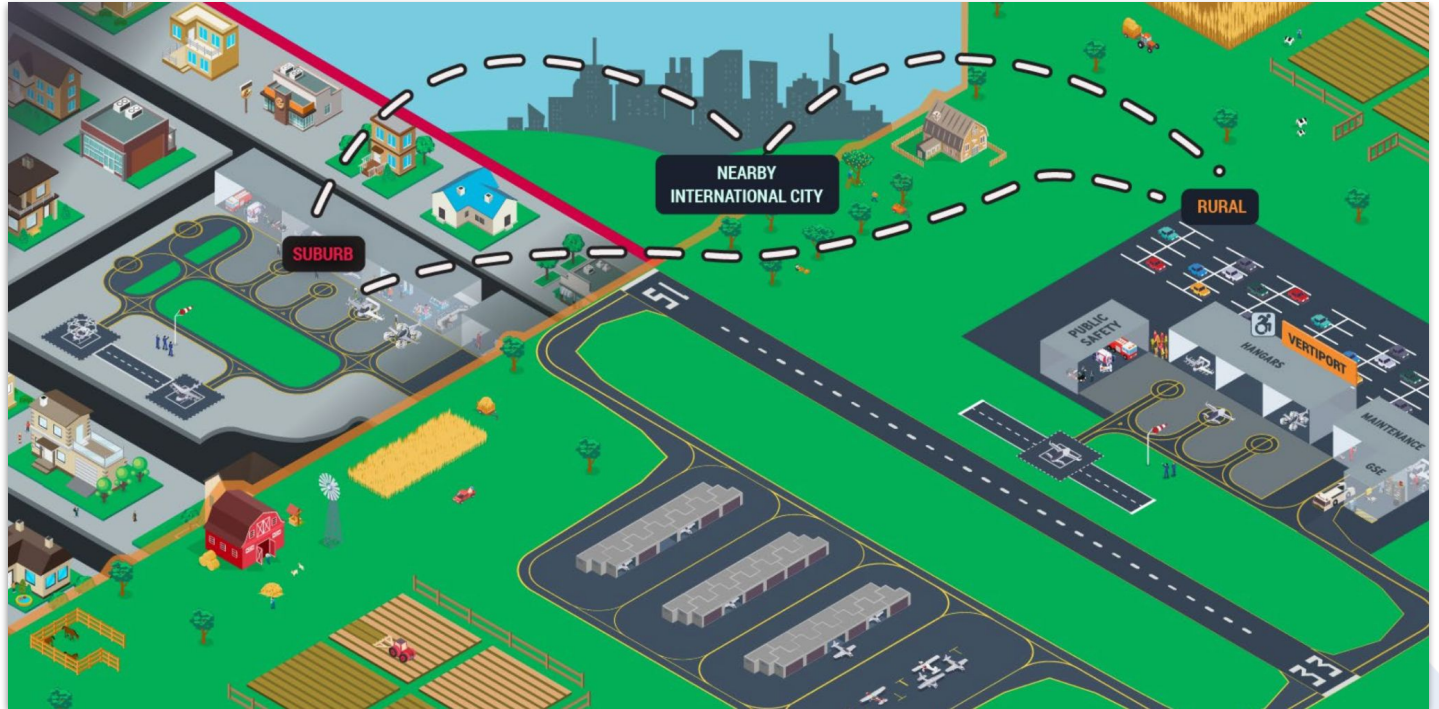 NEARBY
INTERNATIONAL CITY
SUBURB
RURAL
15
PUBLIC
SAFETY
HANGARS
VERTIPORT
MAINTENANCE
GSE
33